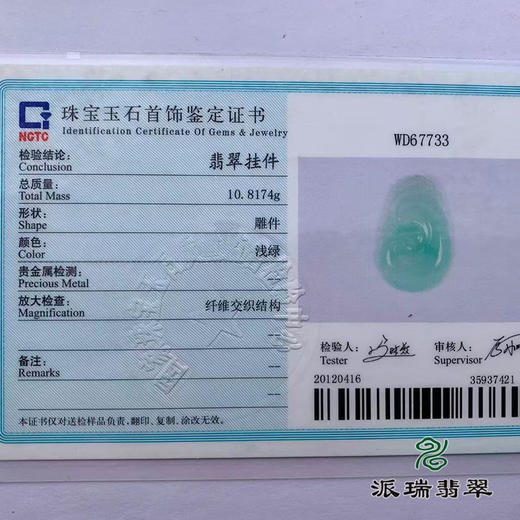 NGTC
珠宝玉石首饰鉴定证书
Identification Certificate Of Gems & Jewelry
检验结论: 翡翠挂件
Conclusion
总质量: 10.8174g
Total Mass
形状: 雕件
Shape
颜色: 浅绿
Color
贵金属检测: --
Precious Metal
放大检查: 纤维交织结构
Magnification
--
备注: --
Remarks
--
本证书仅对送检样品负责,翻印、复制、涂改无效。
WD67733
检验人:
Tester
审核人:
Supervisor
20120416 35937421
派瑞翡翠